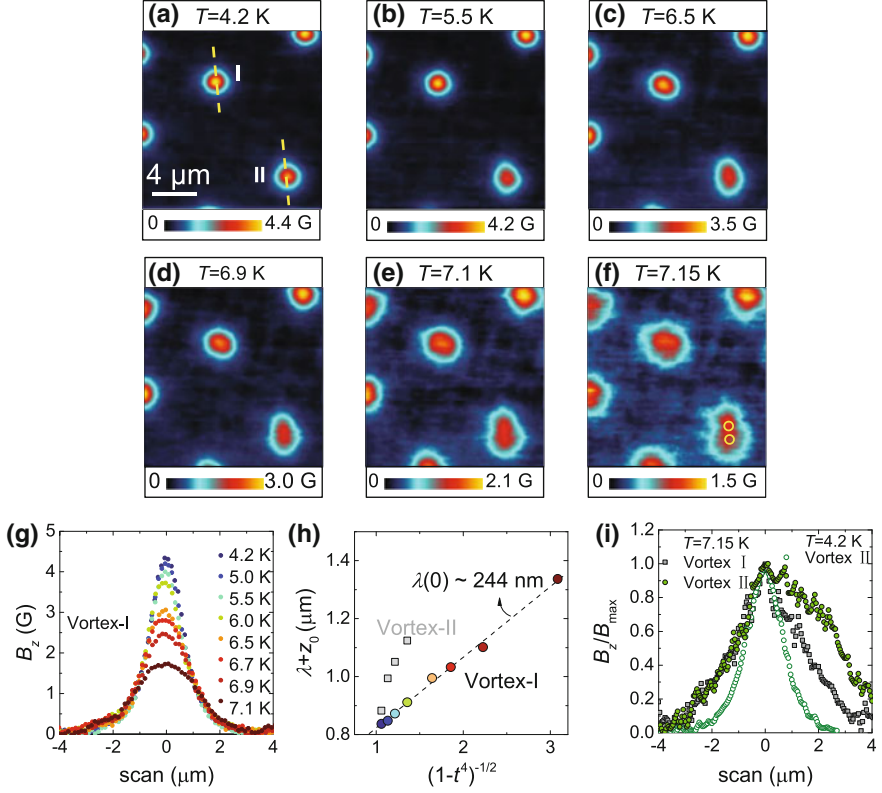 (a) T=4.2 K
(b) T=5.5 K
(c) T=6.5 K
I
II
4 μm
0 4.4 G
0 4.2 G
0 3.5 G
(d) T=6.9 K
(e) T=7.1 K
(f) T=7.15 K
0 3.0 G
0 2.1 G
0 1.5 G
(g)
Vortex-I
4.2 K
5.0 K
5.5 K
6.0 K
6.5 K
6.7 K
6.9 K
7.1 K
B_z (G)
5
4
3
2
1
0
-4 -2 0 2 4
scan (μm)
(h)
λ(0) ~ 244 nm
Vortex-II
Vortex-I
λ+z₀ (μm)
1.4
1.2
1.0
0.8
1 2 3
(1-t⁴)⁻¹/²
(i)
T=7.15 K
Vortex I
Vortex II
T=4.2 K
Vortex II
B_z/B_max
1.0
0.8
0.6
0.4
0.2
0.0
-4 -2 0 2 4
scan (μm)